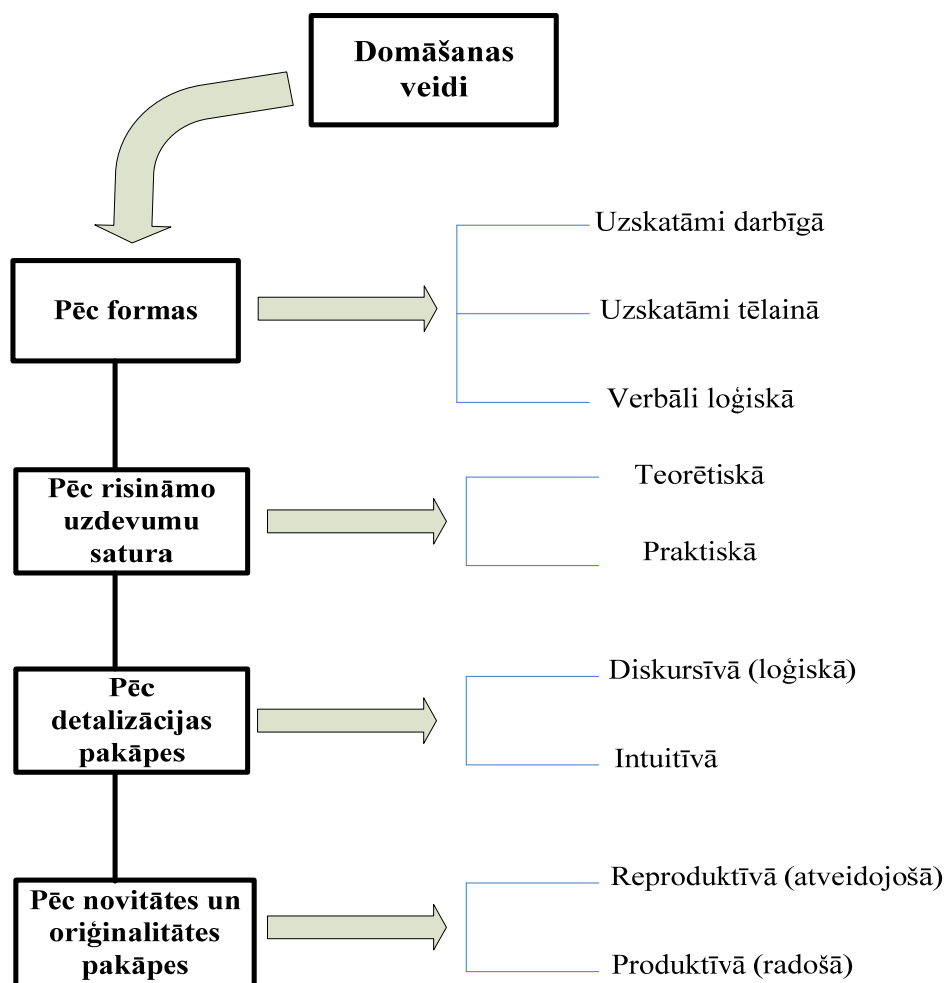 Domāšanas
veidi
Pēc formas
Uzskatāmi darbīgā
Uzskatāmi tēlainā
Verbāli loģiskā
Pēc risināmo
uzdevumu
satura
Teorētiskā
Praktiskā
Pēc
detalizācijas
pakāpes
Diskursīvā (loģiskā)
Intuitīvā
Pēc novitātes un
oriģinalitātes
pakāpes
Reproduktīvā (atveidojošā)
Produktīvā (radošā)